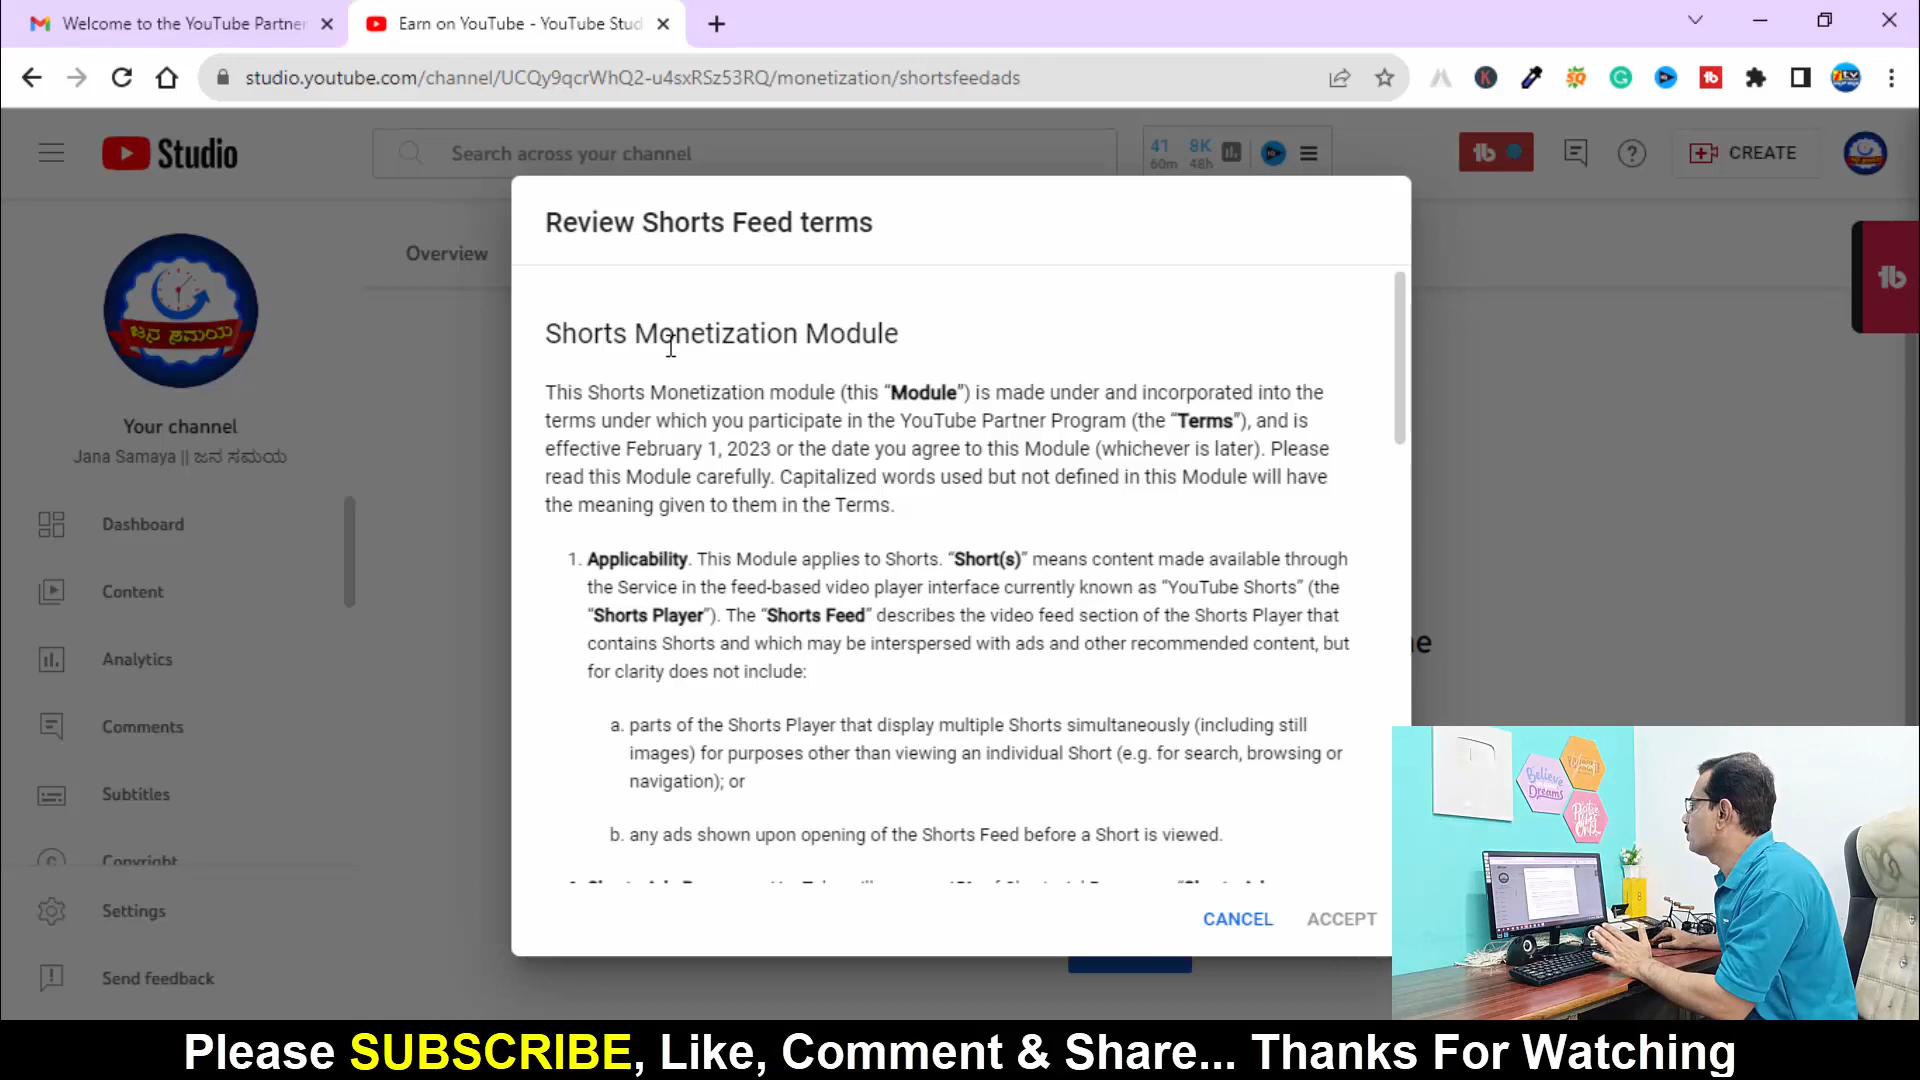 Welcome to the YouTube Partner
Earn on YouTube - YouTube Stud
studio.youtube.com/channel/UCQy9qcrWhQ2-u4sxRSz53RQ/monetization/shortsfeedads
Studio
Search across your channel
41 8K
60m 48h
CREATE
Overview
Review Shorts Feed terms
Shorts Monetization Module
This Shorts Monetization module (this “Module”) is made under and incorporated into the
terms under which you participate in the YouTube Partner Program (the “Terms”), and is
effective February 1, 2023 or the date you agree to this Module (whichever is later). Please
read this Module carefully. Capitalized words used but not defined in this Module will have
the meaning given to them in the Terms.
1. Applicability. This Module applies to Shorts. “Short(s)” means content made available through
the Service in the feed-based video player interface currently known as “YouTube Shorts” (the
“Shorts Player”). The “Shorts Feed” describes the video feed section of the Shorts Player that
contains Shorts and which may be interspersed with ads and other recommended content, but
for clarity does not include:
a. parts of the Shorts Player that display multiple Shorts simultaneously (including still
images) for purposes other than viewing an individual Short (e.g. for search, browsing or
navigation); or
b. any ads shown upon opening of the Shorts Feed before a Short is viewed.
CANCEL ACCEPT
ಜನ ಸಮಯ
Your channel
Jana Samaya || ಜನ ಸಮಯ
Dashboard
Content
Analytics
Comments
Subtitles
Copyright
Settings
Send feedback
Believe
Dreams
Please SUBSCRIBE, Like, Comment & Share... Thanks For Watching